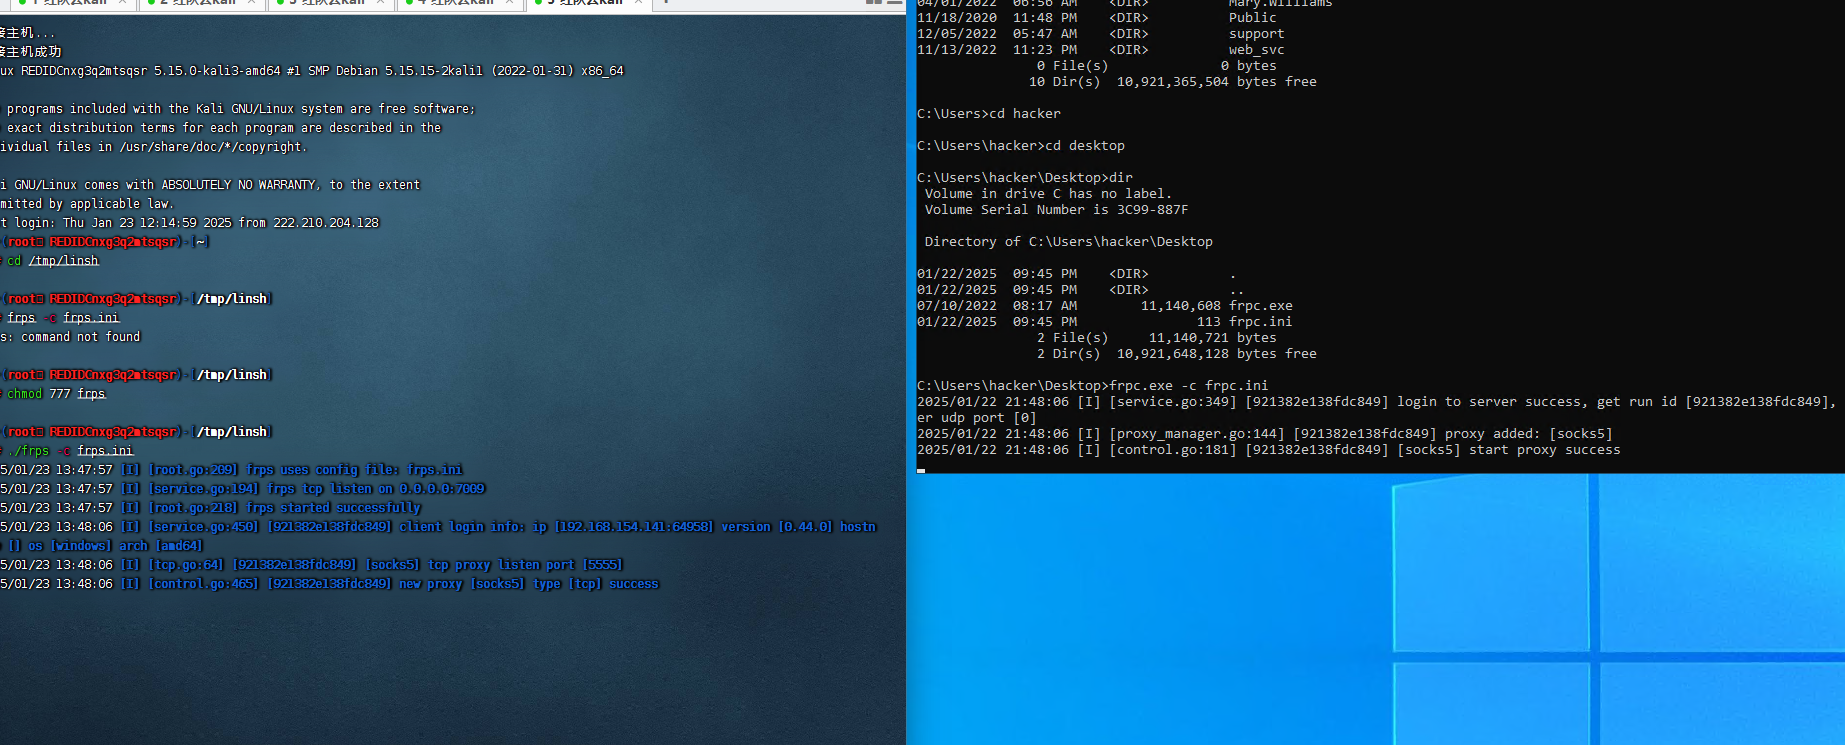 1 红队云kali × 2 红队云kali × 3 红队云kali × 4 红队云kali × 5 红队云kali × +
接主机...
接主机成功
ux REDIDCnxg3q2mtsqsr 5.15.0-kali3-amd64 #1 SMP Debian 5.15.15-2kali1 (2022-01-31) x86_64
programs included with the Kali GNU/Linux system are free software;
exact distribution terms for each program are described in the
ividual files in /usr/share/doc/*/copyright.
i GNU/Linux comes with ABSOLUTELY NO WARRANTY, to the extent
mitted by applicable law.
t login: Thu Jan 23 12:14:59 2025 from 222.210.204.128
(root REDIDCnxg3q2mtsqsr)-[~]
# cd /tmp/linsh
(root REDIDCnxg3q2mtsqsr)-[/tmp/linsh]
# frps -c frps.ini
s: command not found
(root REDIDCnxg3q2mtsqsr)-[/tmp/linsh]
# chmod 777 frps
(root REDIDCnxg3q2mtsqsr)-[/tmp/linsh]
# ./frps -c frps.ini
5/01/23 13:47:57 [I] [root.go:209] frps uses config file: frps.ini
5/01/23 13:47:57 [I] [service.go:194] frps tcp listen on 0.0.0.0:7009
5/01/23 13:47:57 [I] [root.go:218] frps started successfully
5/01/23 13:48:06 [I] [service.go:450] [921382e138fdc849] client login info: ip [192.168.154.141:64958] version [0.44.0] hostn
[] os [windows] arch [amd64]
5/01/23 13:48:06 [I] [tcp.go:64] [921382e138fdc849] [socks5] tcp proxy listen port [5555]
5/01/23 13:48:06 [I] [control.go:465] [921382e138fdc849] new proxy [socks5] type [tcp] success
04/01/2022  06:56 AM    <DIR>          Mary.Williams
11/18/2020  11:48 PM    <DIR>          Public
12/05/2022  05:47 AM    <DIR>          support
11/13/2022  11:23 PM    <DIR>          web_svc
0 File(s)              0 bytes
10 Dir(s)  10,921,365,504 bytes free
C:\Users>cd hacker
C:\Users\hacker>cd desktop
C:\Users\hacker\Desktop>dir
Volume in drive C has no label.
Volume Serial Number is 3C99-887F
Directory of C:\Users\hacker\Desktop
01/22/2025  09:45 PM    <DIR>          .
01/22/2025  09:45 PM    <DIR>          ..
07/10/2022  08:17 AM        11,140,608 frpc.exe
01/22/2025  09:45 PM               113 frpc.ini
2 File(s)     11,140,721 bytes
2 Dir(s)  10,921,648,128 bytes free
C:\Users\hacker\Desktop>frpc.exe -c frpc.ini
2025/01/22 21:48:06 [I] [service.go:349] [921382e138fdc849] login to server success, get run id [921382e138fdc849],
er udp port [0]
2025/01/22 21:48:06 [I] [proxy_manager.go:144] [921382e138fdc849] proxy added: [socks5]
2025/01/22 21:48:06 [I] [control.go:181] [921382e138fdc849] [socks5] start proxy success